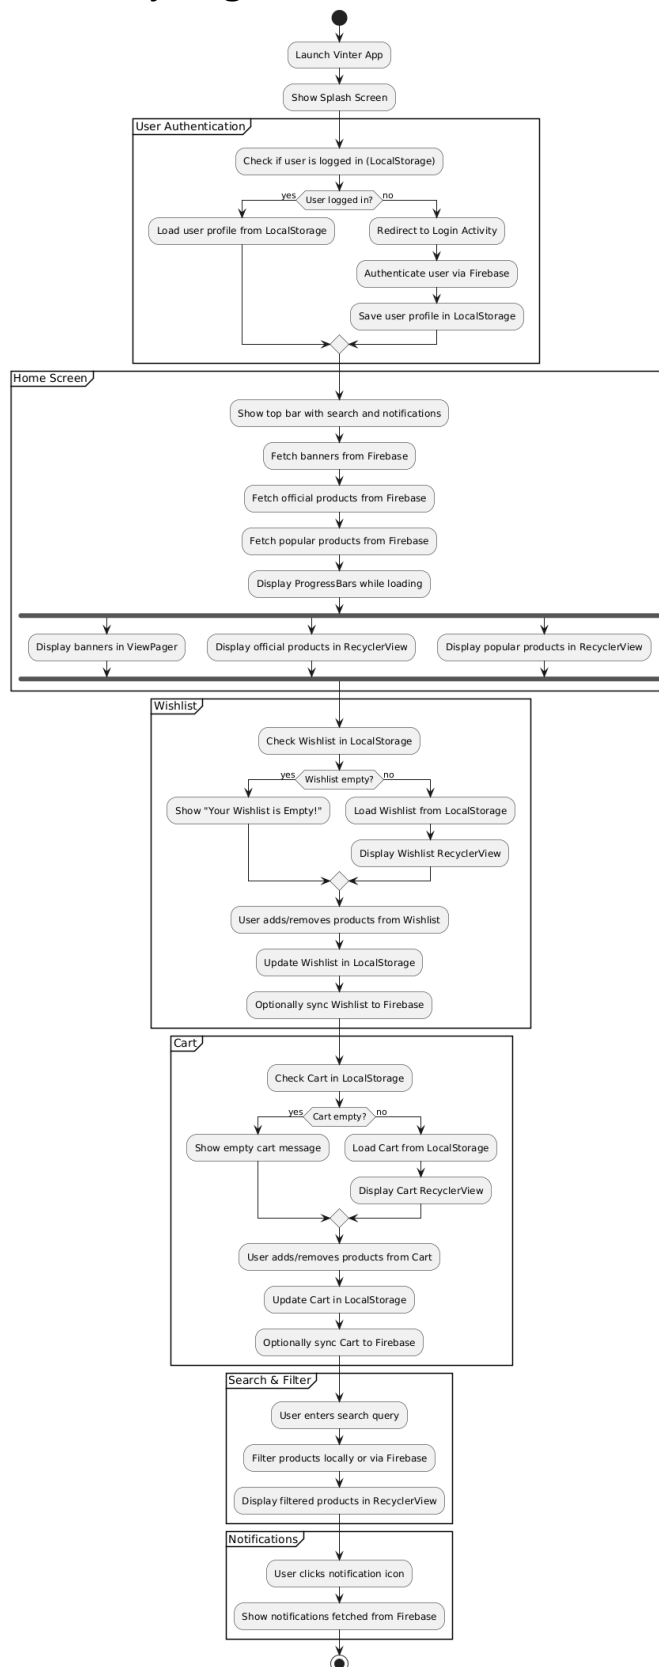 Launch Vinter App
Show Splash Screen
User Authentication
Check if user is logged in (LocalStorage)
yes
User logged in?
no
Load user profile from LocalStorage
Redirect to Login Activity
Authenticate user via Firebase
Save user profile in LocalStorage
Home Screen
Show top bar with search and notifications
Fetch banners from Firebase
Fetch official products from Firebase
Fetch popular products from Firebase
Display ProgressBars while loading
Display banners in ViewPager
Display official products in RecyclerView
Display popular products in RecyclerView
Wishlist
Check Wishlist in LocalStorage
yes
Wishlist empty?
no
Show "Your Wishlist is Empty!"
Load Wishlist from LocalStorage
Display Wishlist RecyclerView
User adds/removes products from Wishlist
Update Wishlist in LocalStorage
Optionally sync Wishlist to Firebase
Cart
Check Cart in LocalStorage
yes
Cart empty?
no
Show empty cart message
Load Cart from LocalStorage
Display Cart RecyclerView
User adds/removes products from Cart
Update Cart in LocalStorage
Optionally sync Cart to Firebase
Search & Filter
User enters search query
Filter products locally or via Firebase
Display filtered products in RecyclerView
Notifications
User clicks notification icon
Show notifications fetched from Firebase